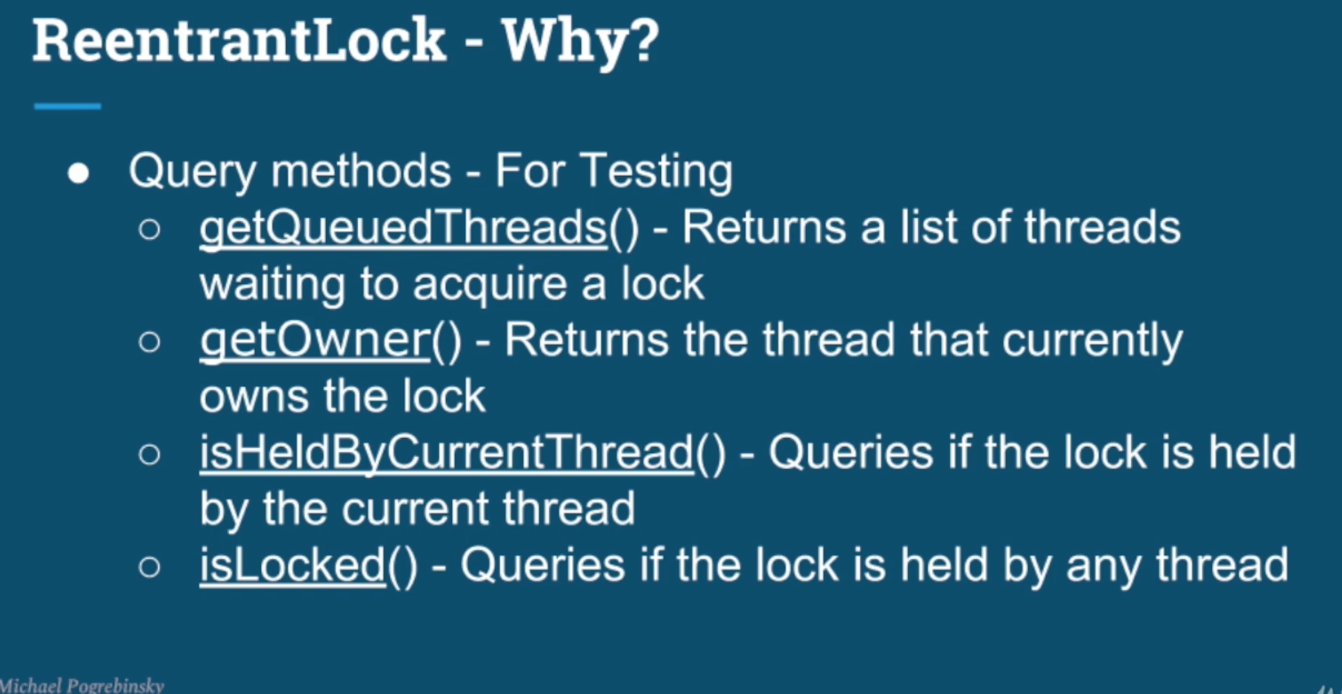 ReentrantLock - Why?
● Query methods - For Testing
○ getQueuedThreads() - Returns a list of threads
waiting to acquire a lock
○ getOwner() - Returns the thread that currently
owns the lock
○ isHeldByCurrentThread() - Queries if the lock is held
by the current thread
○ isLocked() - Queries if the lock is held by any thread
Michael Pogrebinsky